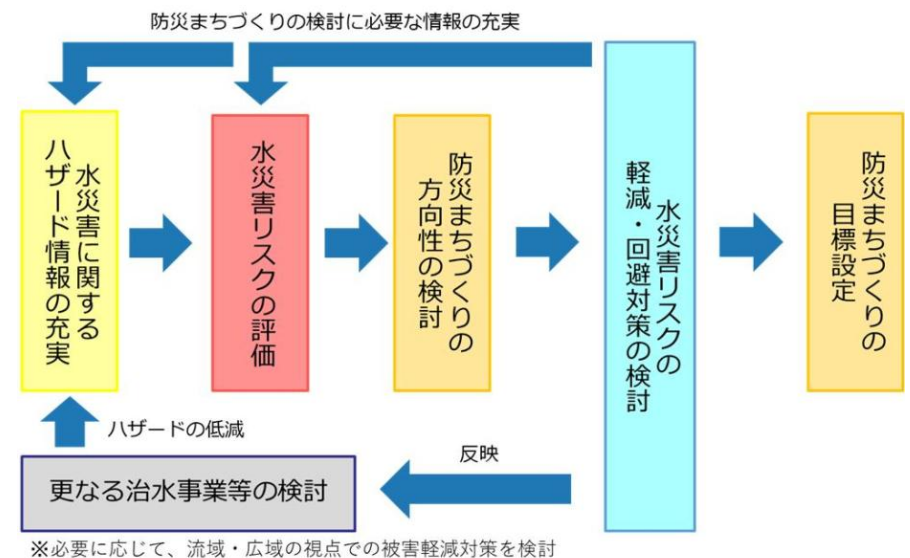 防災まちづくりの検討に必要な情報の充実
水災害に関する
ハザード情報の充実
水災害リスクの評価
防災まちづくりの
方向性の検討
水災害リスクの
軽減・回避対策の検討
防災まちづくりの
目標設定
ハザードの低減
反映
更なる治水事業等の検討
※必要に応じて、流域・広域の視点での被害軽減対策を検討